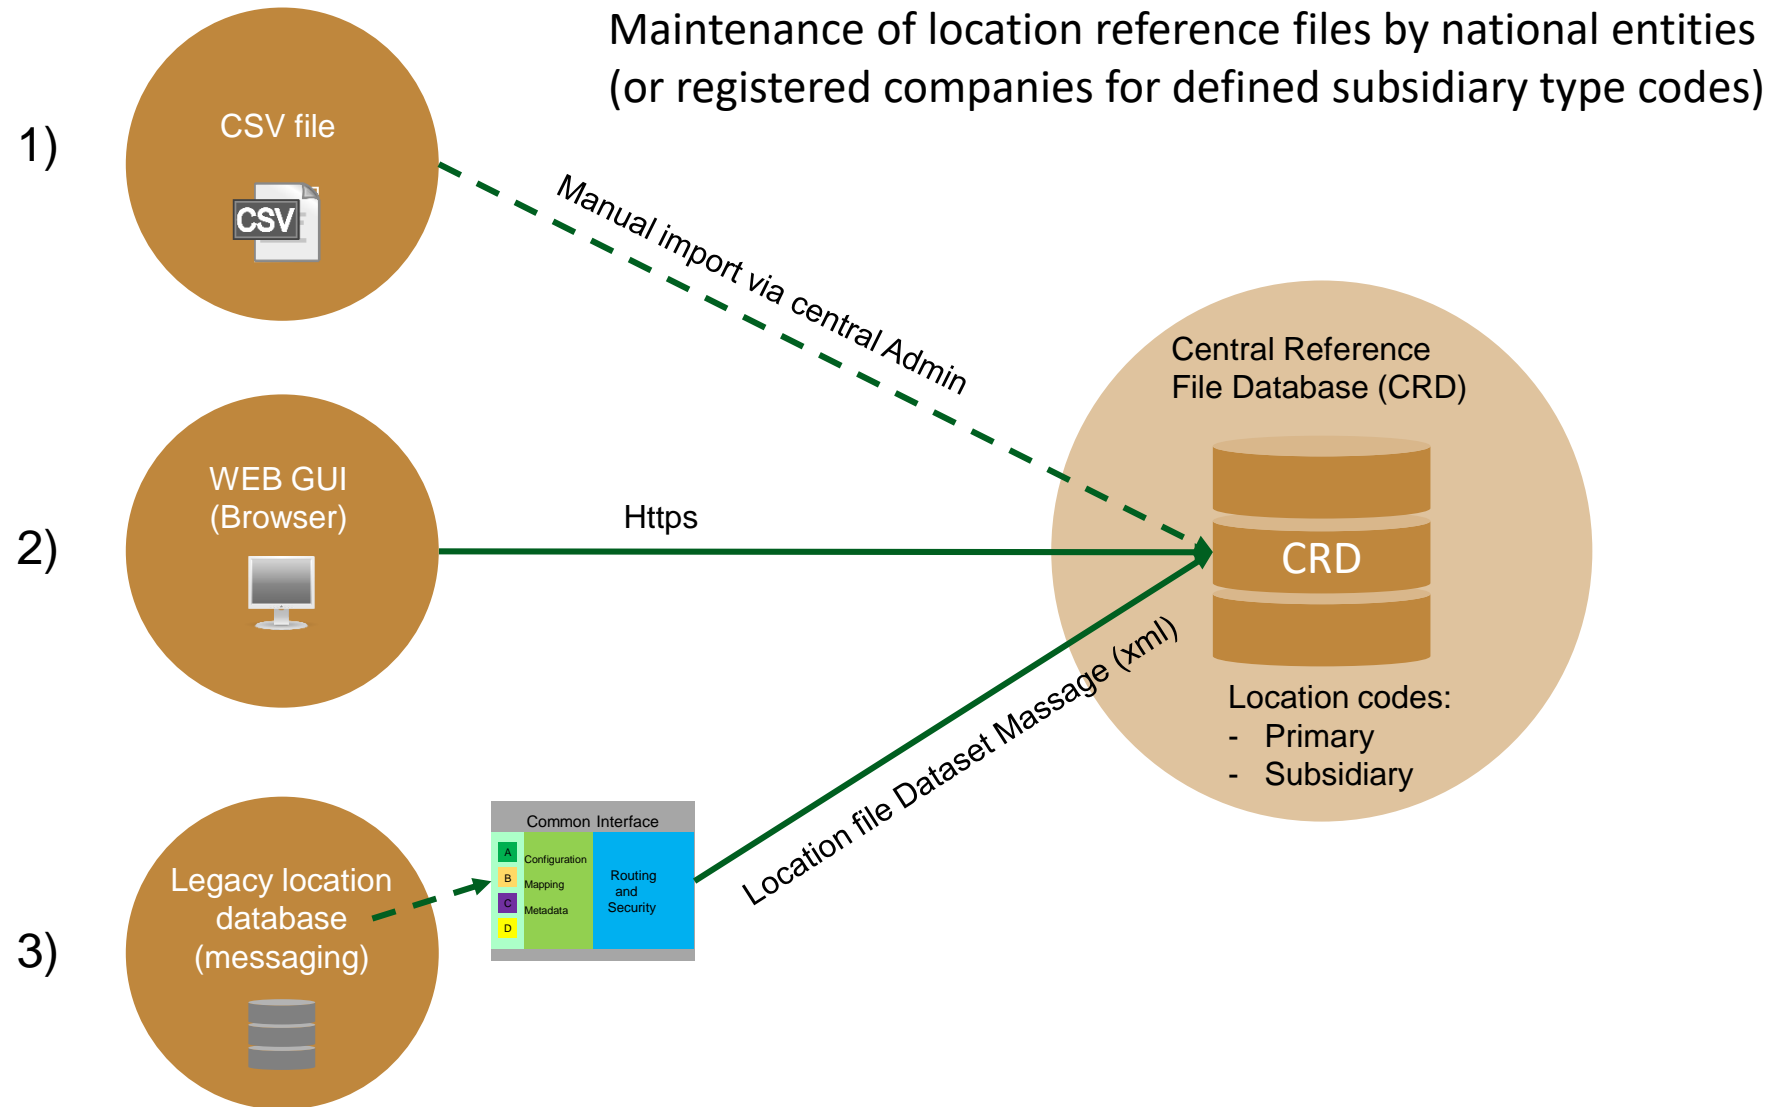 Maintenance of location reference files by national entities
(or registered companies for defined subsidiary type codes)
1)
CSV file
CSV
Manual import via central Admin
2)
WEB GUI
(Browser)
Https
Central Reference
File Database (CRD)
CRD
Location codes:
- Primary
- Subsidiary
3)
Legacy location
database
(messaging)
Common Interface
A
B
C
D
Configuration
Mapping
Metadata
Routing
and
Security
Location file Dataset Massage (xml)